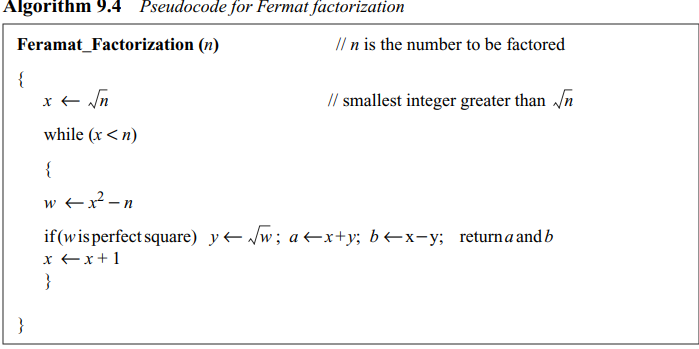 Algorithm 9.4 Pseudocode for Fermat factorization
Feramat_Factorization (n) // n is the number to be factored
{
x ← √n // smallest integer greater than √n
while (x < n)
{
w ← x² – n
if (w is perfect square) y ← √w ; a ← x+y; b ← x–y; return a and b
x ← x + 1
}
}